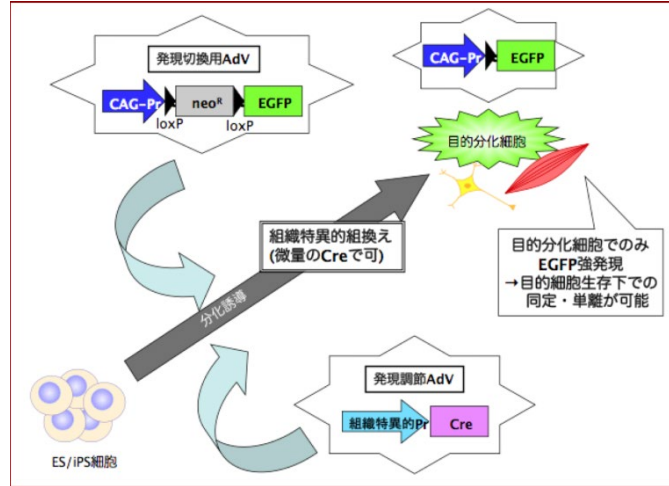 発現切換用AdV
CAG-Pr
neoR
EGFP
loxP
loxP
CAG-Pr
EGFP
目的分化細胞
組織特異的組換え
(微量のCreで可)
分化誘導
目的分化細胞でのみ
EGFP強発現
→目的細胞生存下での
同定・単離が可能
発現調節AdV
組織特異的Pr
Cre
ES/iPS細胞